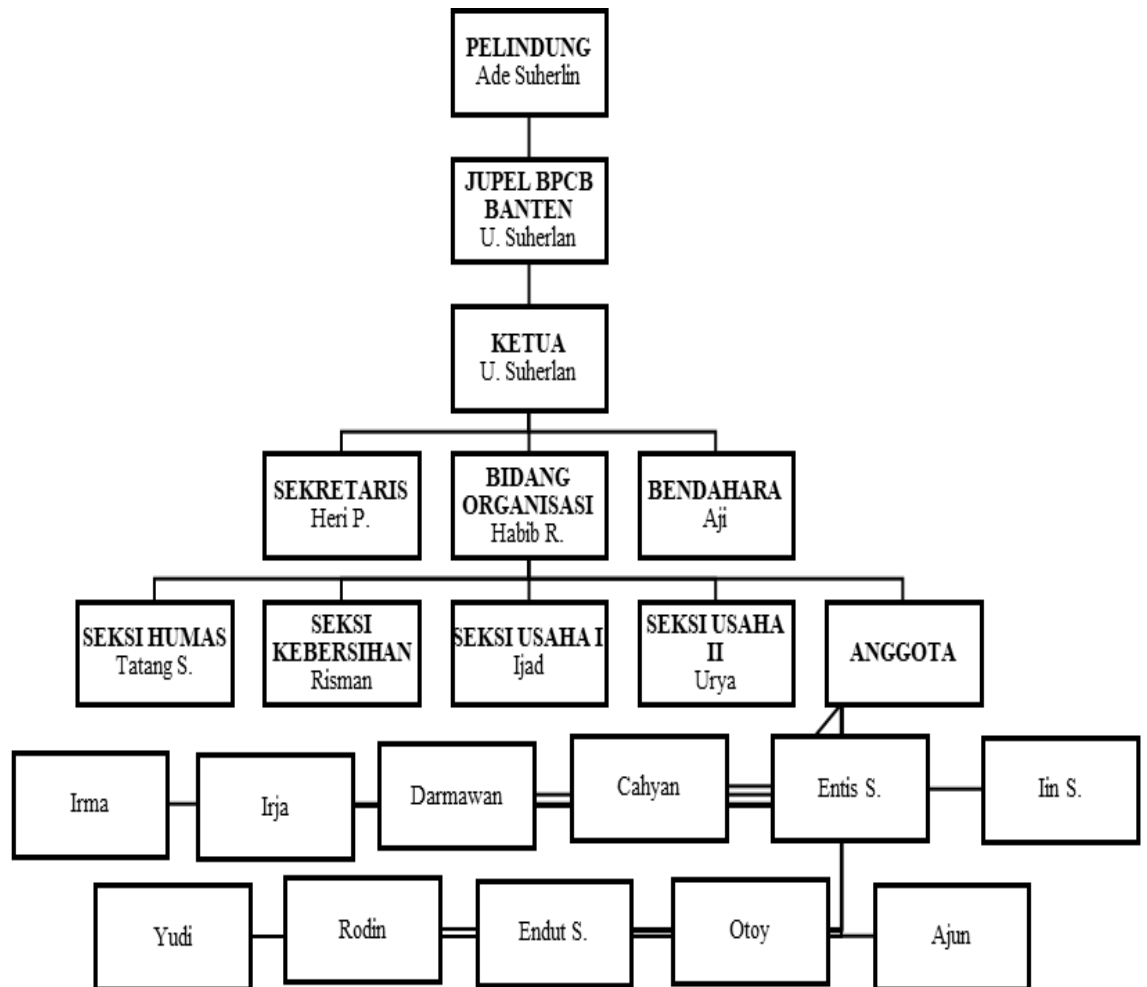 PELINDUNG
Ade Suherlin
JUPEL BPCB
BANTEN
U. Suherlan
KETUA
U. Suherlan
SEKRETARIS
Heri P.
BIDANG
ORGANISASI
Habib R.
BENDAHARA
Aji
SEKSI HUMAS
Tatang S.
SEKSI
KEBERSIHAN
Risman
SEKSI USAHA I
Ijad
SEKSI USAHA
II
Urya
ANGGOTA
Irma
Irja
Darmawan
Cahyan
Entis S.
Iin S.
Yudi
Rodin
Endut S.
Otoy
Ajun